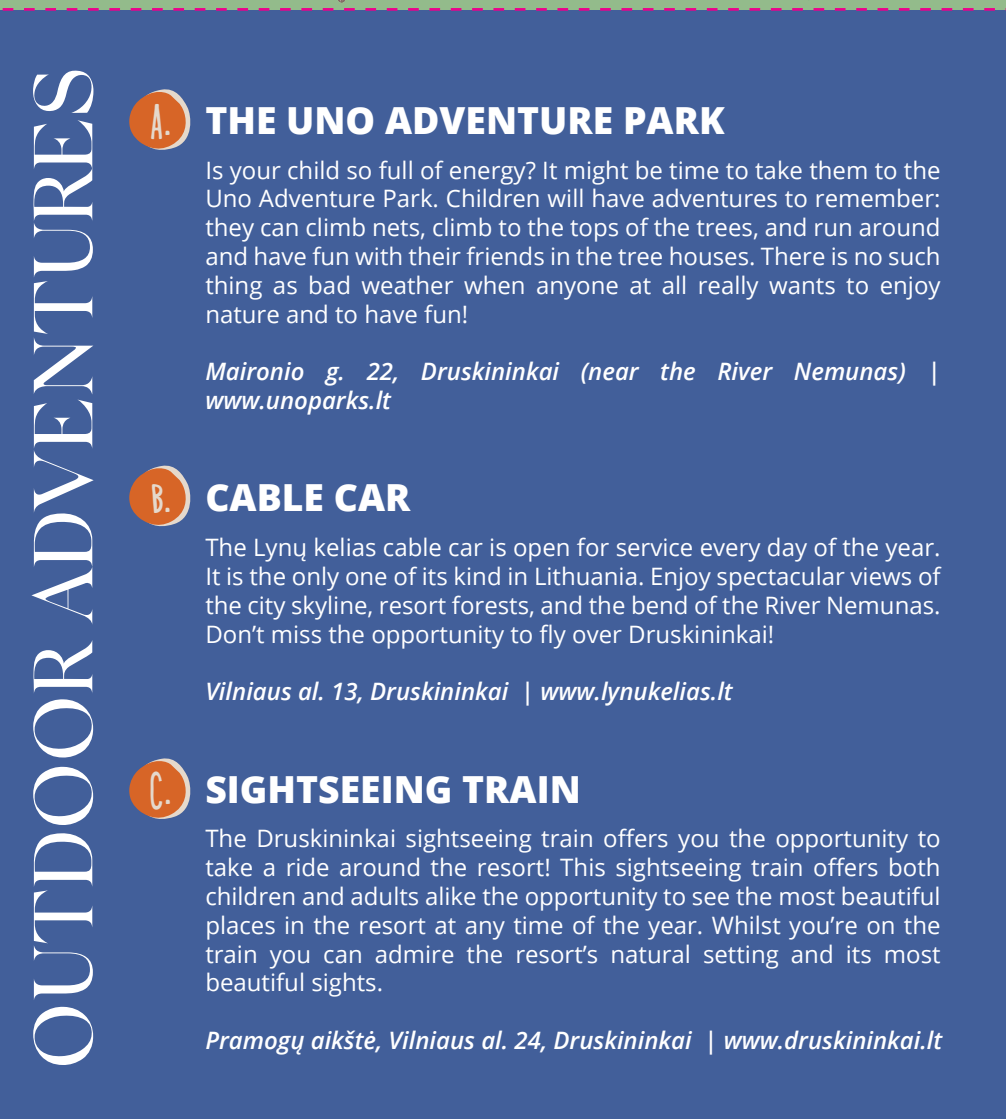 OUTDOOR ADVENTURES
A.
THE UNO ADVENTURE PARK
Is your child so full of energy? It might be time to take them to the
Uno Adventure Park. Children will have adventures to remember:
they can climb nets, climb to the tops of the trees, and run around
and have fun with their friends in the tree houses. There is no such
thing as bad weather when anyone at all really wants to enjoy
nature and to have fun!
Maironio g. 22, Druskininkai (near the River Nemunas) |
www.unoparks.lt
B.
CABLE CAR
The Lynų kelias cable car is open for service every day of the year.
It is the only one of its kind in Lithuania. Enjoy spectacular views of
the city skyline, resort forests, and the bend of the River Nemunas.
Don’t miss the opportunity to fly over Druskininkai!
Vilniaus al. 13, Druskininkai | www.lynukelias.lt
C.
SIGHTSEEING TRAIN
The Druskininkai sightseeing train offers you the opportunity to
take a ride around the resort! This sightseeing train offers both
children and adults alike the opportunity to see the most beautiful
places in the resort at any time of the year. Whilst you’re on the
train you can admire the resort’s natural setting and its most
beautiful sights.
Pramogų aikštė, Vilniaus al. 24, Druskininkai | www.druskininkai.lt